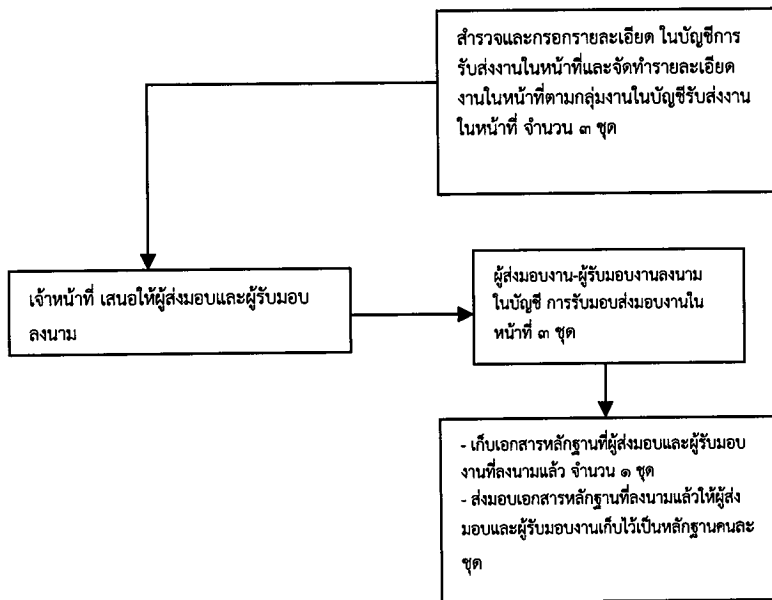 สำรวจและกรอกรายละเอียด ในบัญชีการ
รับส่งงานในหน้าที่และจัดทำรายละเอียด
งานในหน้าที่ตามกลุ่มงานในบัญชีรับส่งงาน
ในหน้าที่ จำนวน ๓ ชุด
เจ้าหน้าที่ เสนอให้ผู้ส่งมอบและผู้รับมอบ
ลงนาม
ผู้ส่งมอบงาน-ผู้รับมอบงานลงนาม
ในบัญชี การรับมอบส่งมอบงานใน
หน้าที่ ๓ ชุด
- เก็บเอกสารหลักฐานที่ผู้ส่งมอบและผู้รับมอบ
งานที่ลงนามแล้ว จำนวน ๑ ชุด
- ส่งมอบเอกสารหลักฐานที่ลงนามแล้วให้ผู้ส่ง
มอบและผู้รับมอบงานเก็บไว้เป็นหลักฐานคนละ
ชุด